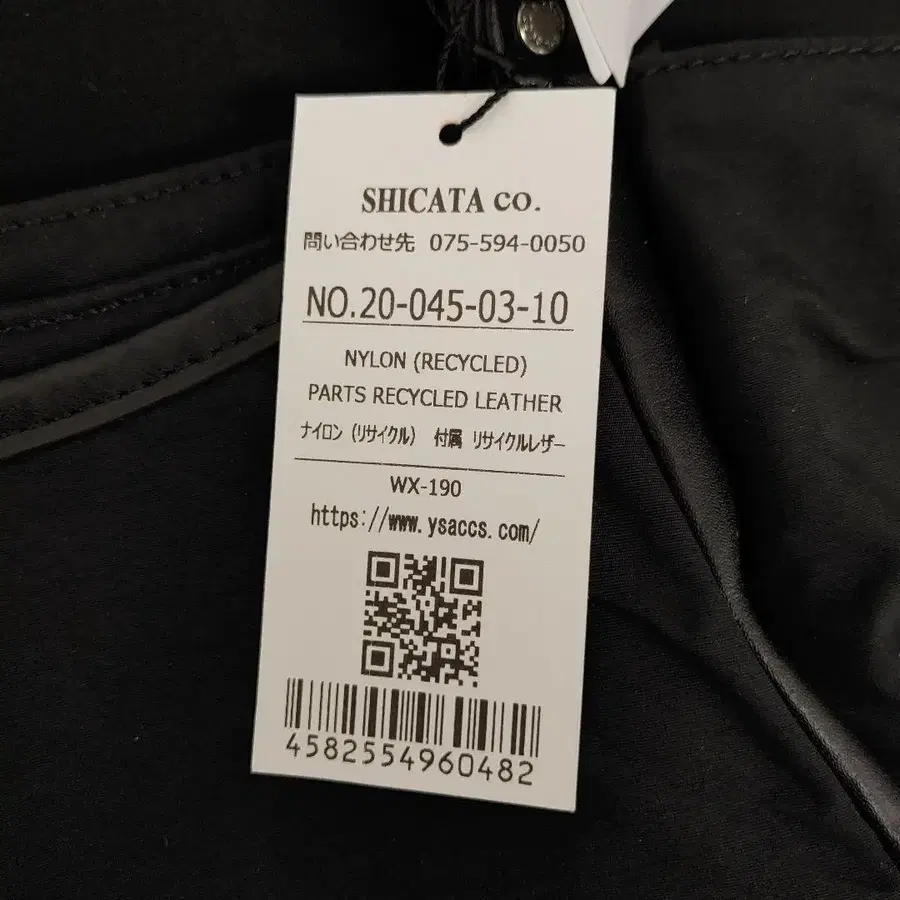 SHICATA co.
問い合わせ先 075-594-0050
NO.20-045-03-10
NYLON (RECYCLED)
PARTS RECYCLED LEATHER
ナイロン（リサイクル） 付属 リサイクルレザー
WX-190
https://www.ysaccs.com/
4582554960482